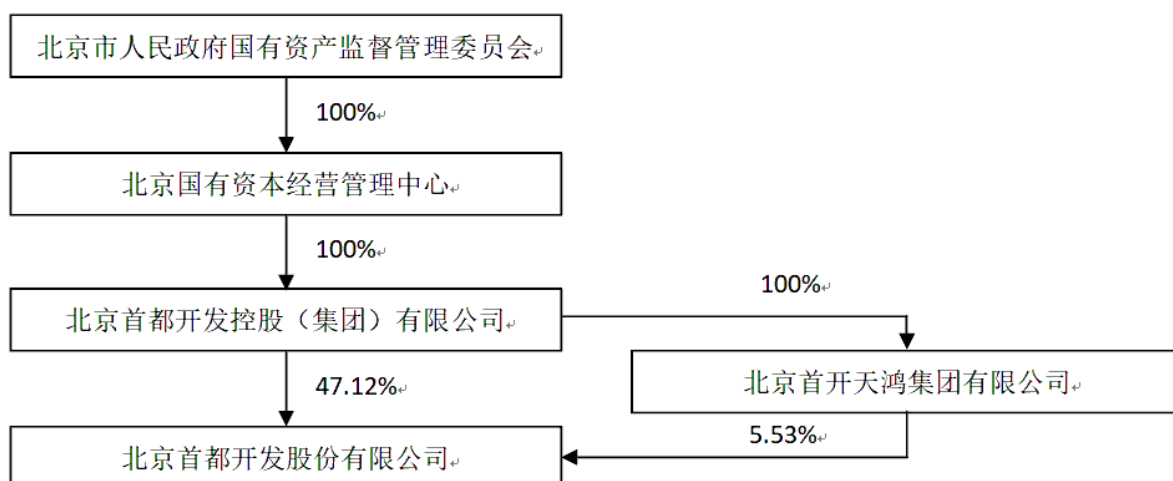 北京市人民政府国有资产监督管理委员会
100%
北京国有资本经营管理中心
100%
100%
北京首都开发控股（集团）有限公司
47.12%
北京首开天鸿集团有限公司
5.53%
北京首都开发股份有限公司